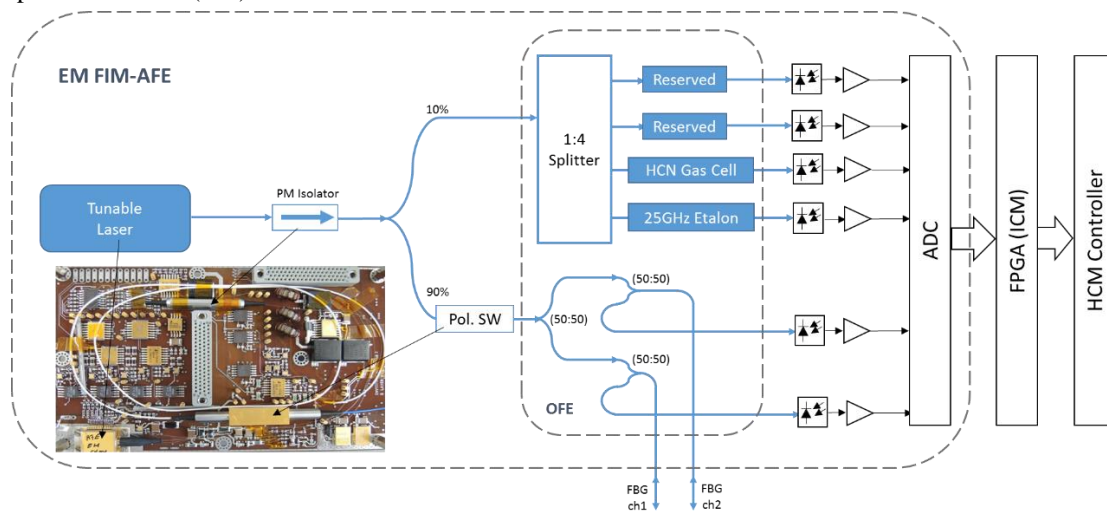 EM FIM-AFE
Tunable
Laser
PM Isolator
10%
90%
Pol. SW
1:4
Splitter
Reserved
Reserved
HCN Gas Cell
25GHz Etalon
(50:50)
(50:50)
(50:50)
OFE
FBG
ch1
FBG
ch2
ADC
FPGA (ICM)
HCM Controller